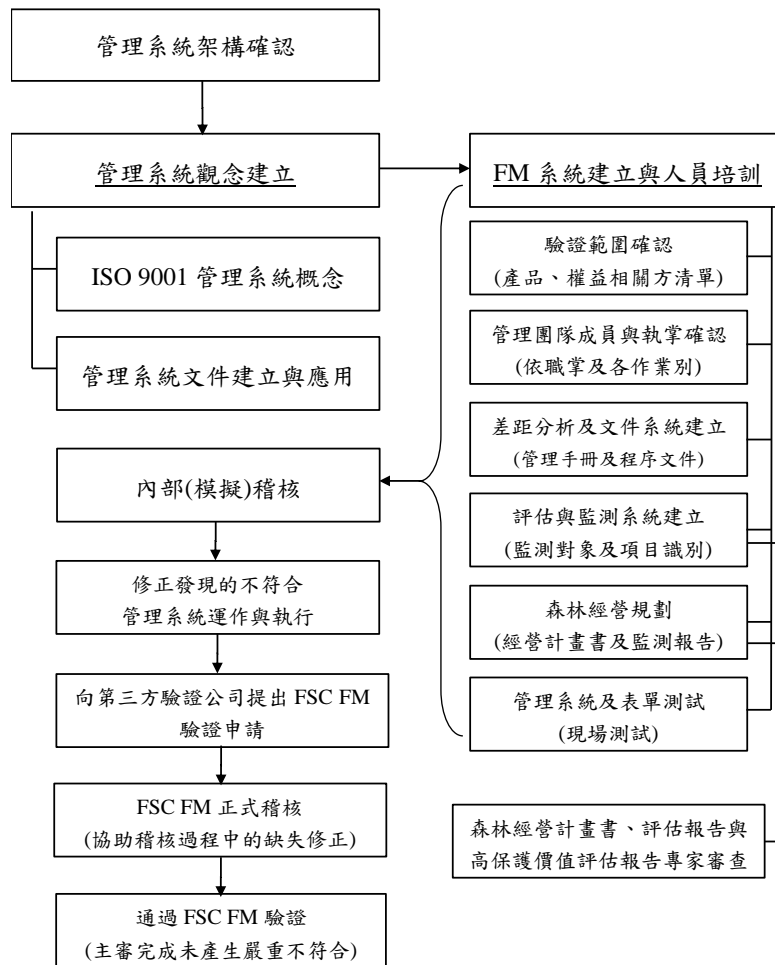 管理系統架構確認
管理系統觀念建立
ISO 9001 管理系統概念
管理系統文件建立與應用
FM 系統建立與人員培訓
驗證範圍確認
(產品、權益相關方清單)
管理團隊成員與執掌確認
(依職掌及各作業別)
差距分析及文件系統建立
(管理手冊及程序文件)
評估與監測系統建立
(監測對象及項目識別)
森林經營規劃
(經營計畫書及監測報告)
管理系統及表單測試
(現場測試)
森林經營計畫書、評估報告與
高保護價值評估報告專家審查
內部(模擬)稽核
修正發現的不符合
管理系統運作與執行
向第三方驗證公司提出 FSC FM
驗證申請
FSC FM 正式稽核
(協助稽核過程中的缺失修正)
通過 FSC FM 驗證
(主審完成未產生嚴重不符合)